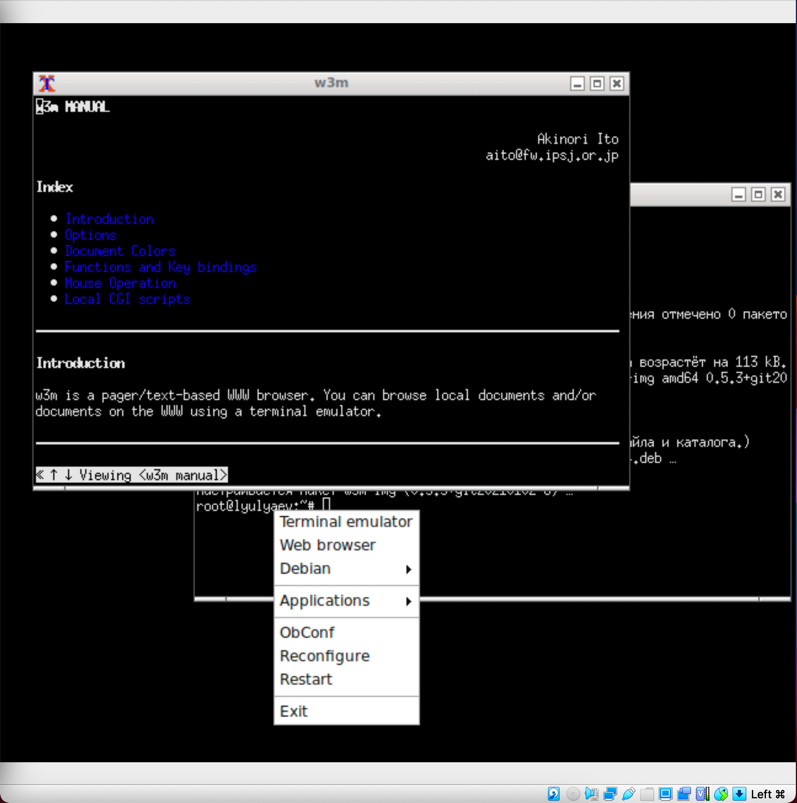 w3m
W3m MANUAL
Akinori Ito
aito@fw.ipsj.or.jp
Index
• Introduction
• Options
• Document Colors
• Functions and Key bindings
• Mouse Operation
• Local CGI scripts
Introduction
w3m is a pager/text-based WWW browser. You can browse local documents and/or
documents on the WWW using a terminal emulator.
≪ ↑ ↓ Viewing <w3m manual>
ения отмечено 0 пакето
возрастёт на 113 kB.
-img amd64 0.5.3+git20
йла и каталога.)
.deb …
Настраивается пакет w3m-img
root@lyulyaev:~#
Terminal emulator
Web browser
Debian
Applications
ObConf
Reconfigure
Restart
Exit
Left ⌘